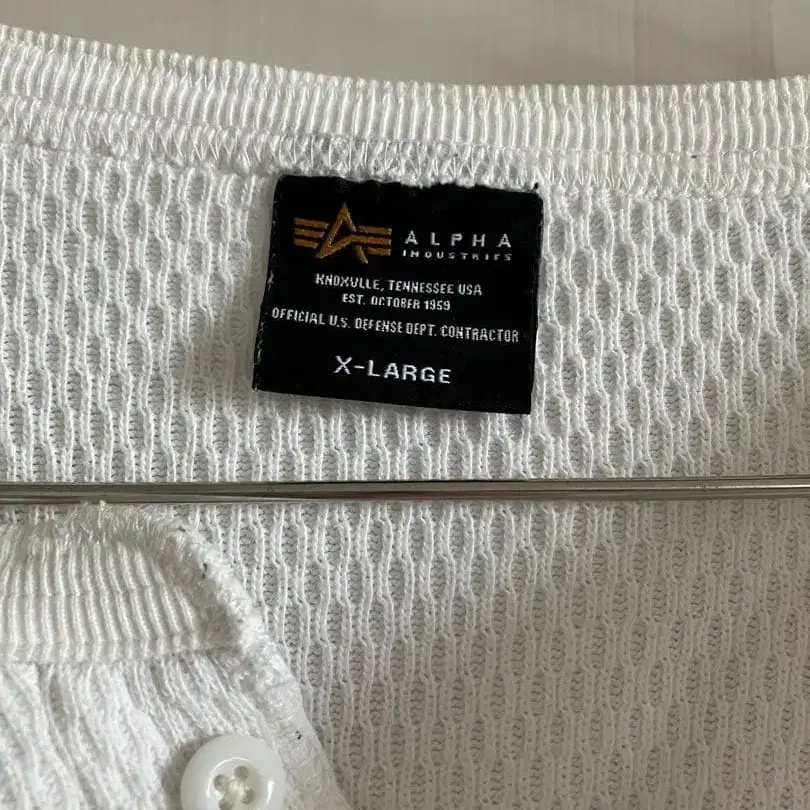 ALPHA
INDUSTRIES
KNOXVILLE, TENNESSEE USA
EST. OCTOBER 1959
OFFICIAL U.S. DEFENSE DEPT. CONTRACTOR
X-LARGE